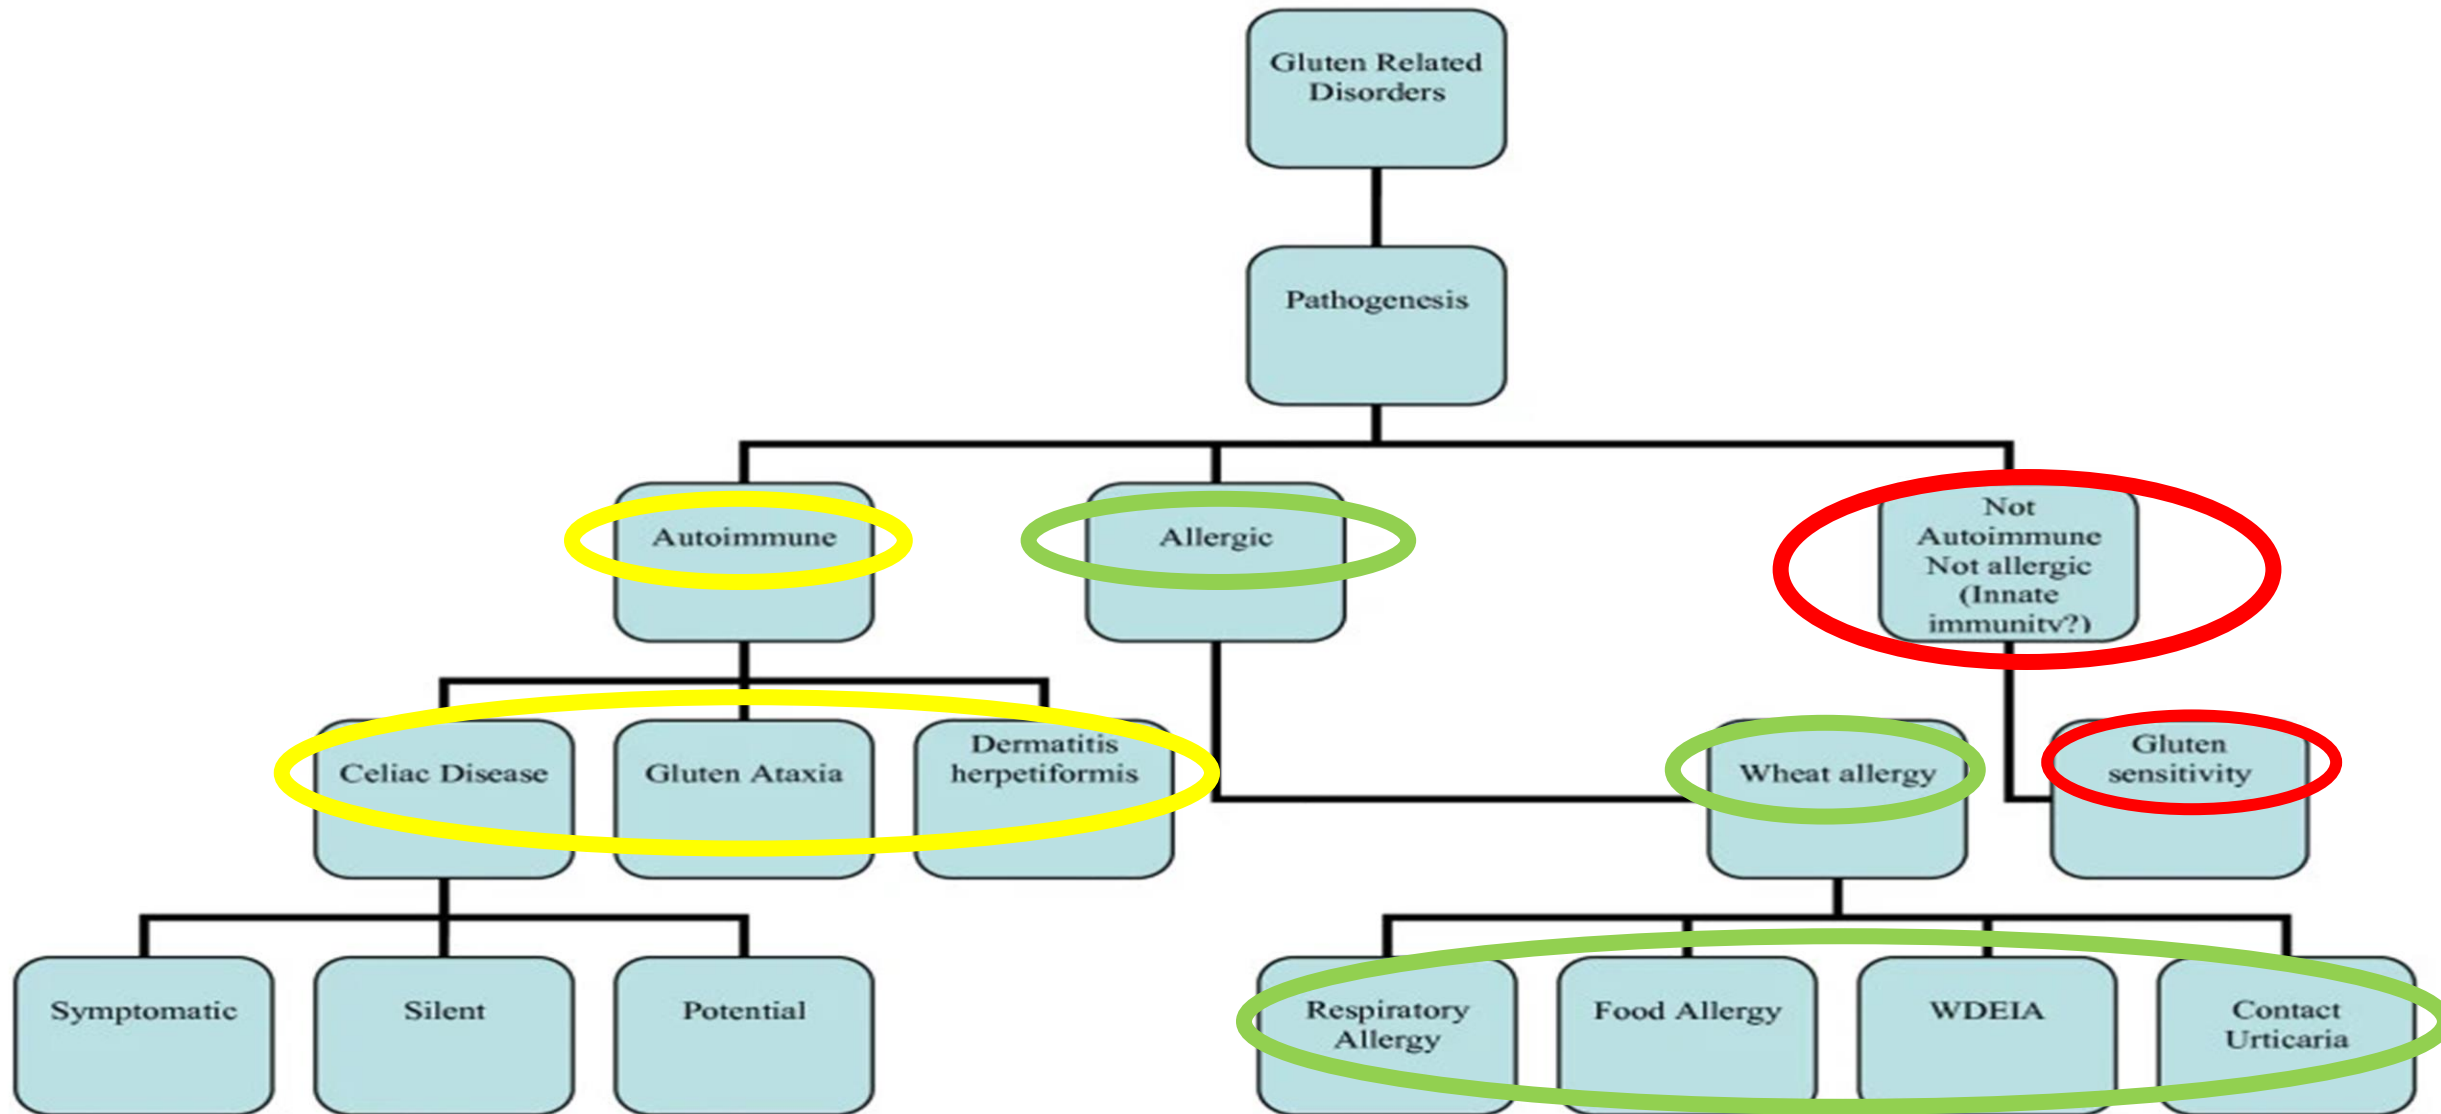 Gluten Related
Disorders
Pathogenesis
Autoimmune
Allergic
Not
Autoimmune
Not allergic
(Innate
immunity?)
Celiac Disease
Gluten Ataxia
Dermatitis
herpetiformis
Wheat allergy
Gluten
sensitivity
Symptomatic
Silent
Potential
Respiratory
Allergy
Food Allergy
WDEIA
Contact
Urticaria